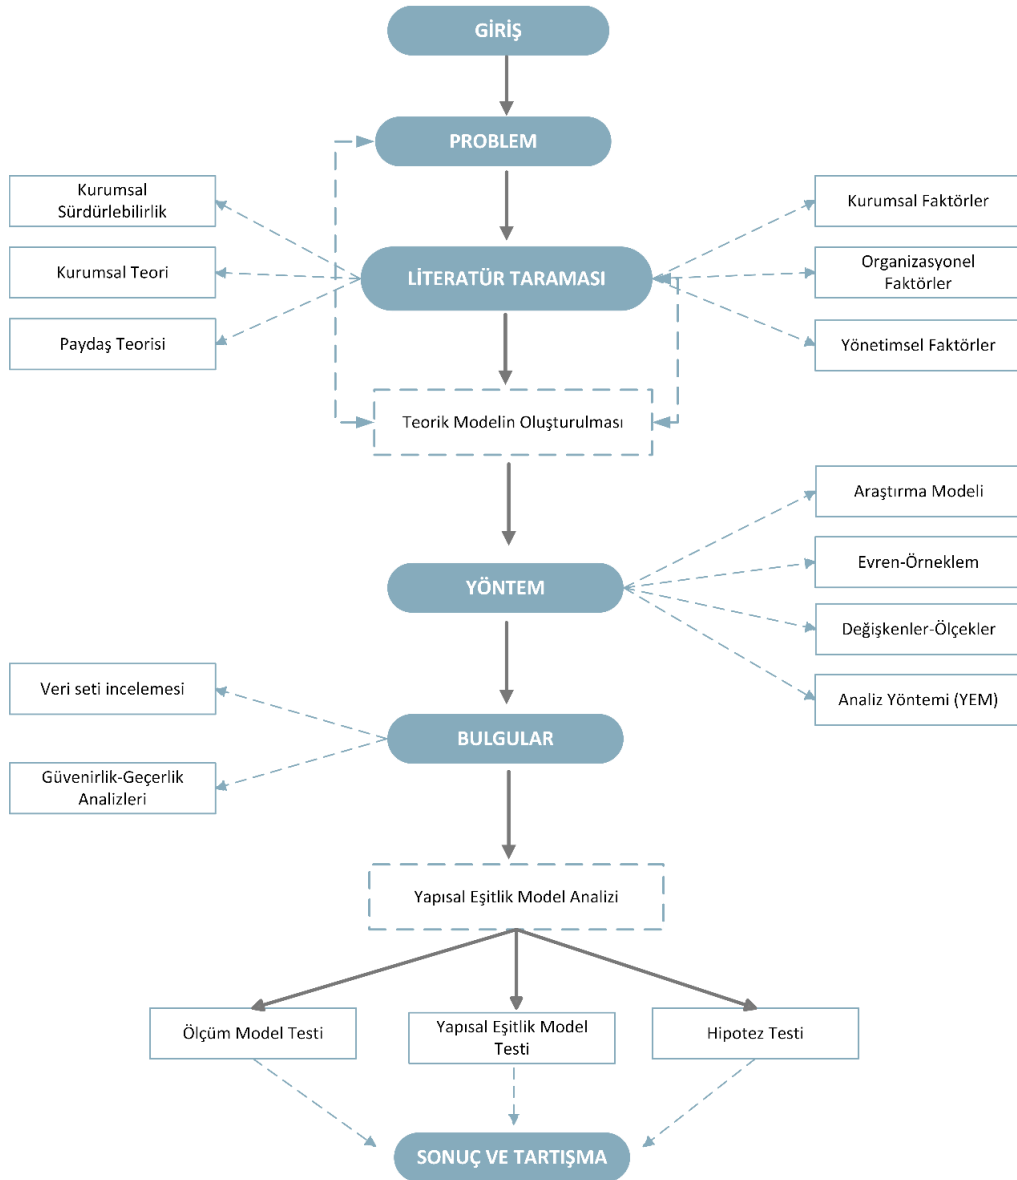 GİRİŞ
PROBLEM
Kurumsal
Sürdürlebilirlik
Kurumsal Teori
Paydaş Teorisi
LİTERATÜR TARAMASI
Kurumsal Faktörler
Organizasyonel
Faktörler
Yönetimsel Faktörler
Teorik Modelin Oluşturulması
YÖNTEM
Araştırma Modeli
Evren-Örneklem
Değişkenler-Ölçekler
Analiz Yöntemi (YEM)
Veri seti incelemesi
Güvenirlik-Geçerlik
Analizleri
BULGULAR
Yapısal Eşitlik Model Analizi
Ölçüm Model Testi
Yapısal Eşitlik Model
Testi
Hipotez Testi
SONUÇ VE TARTIŞMA